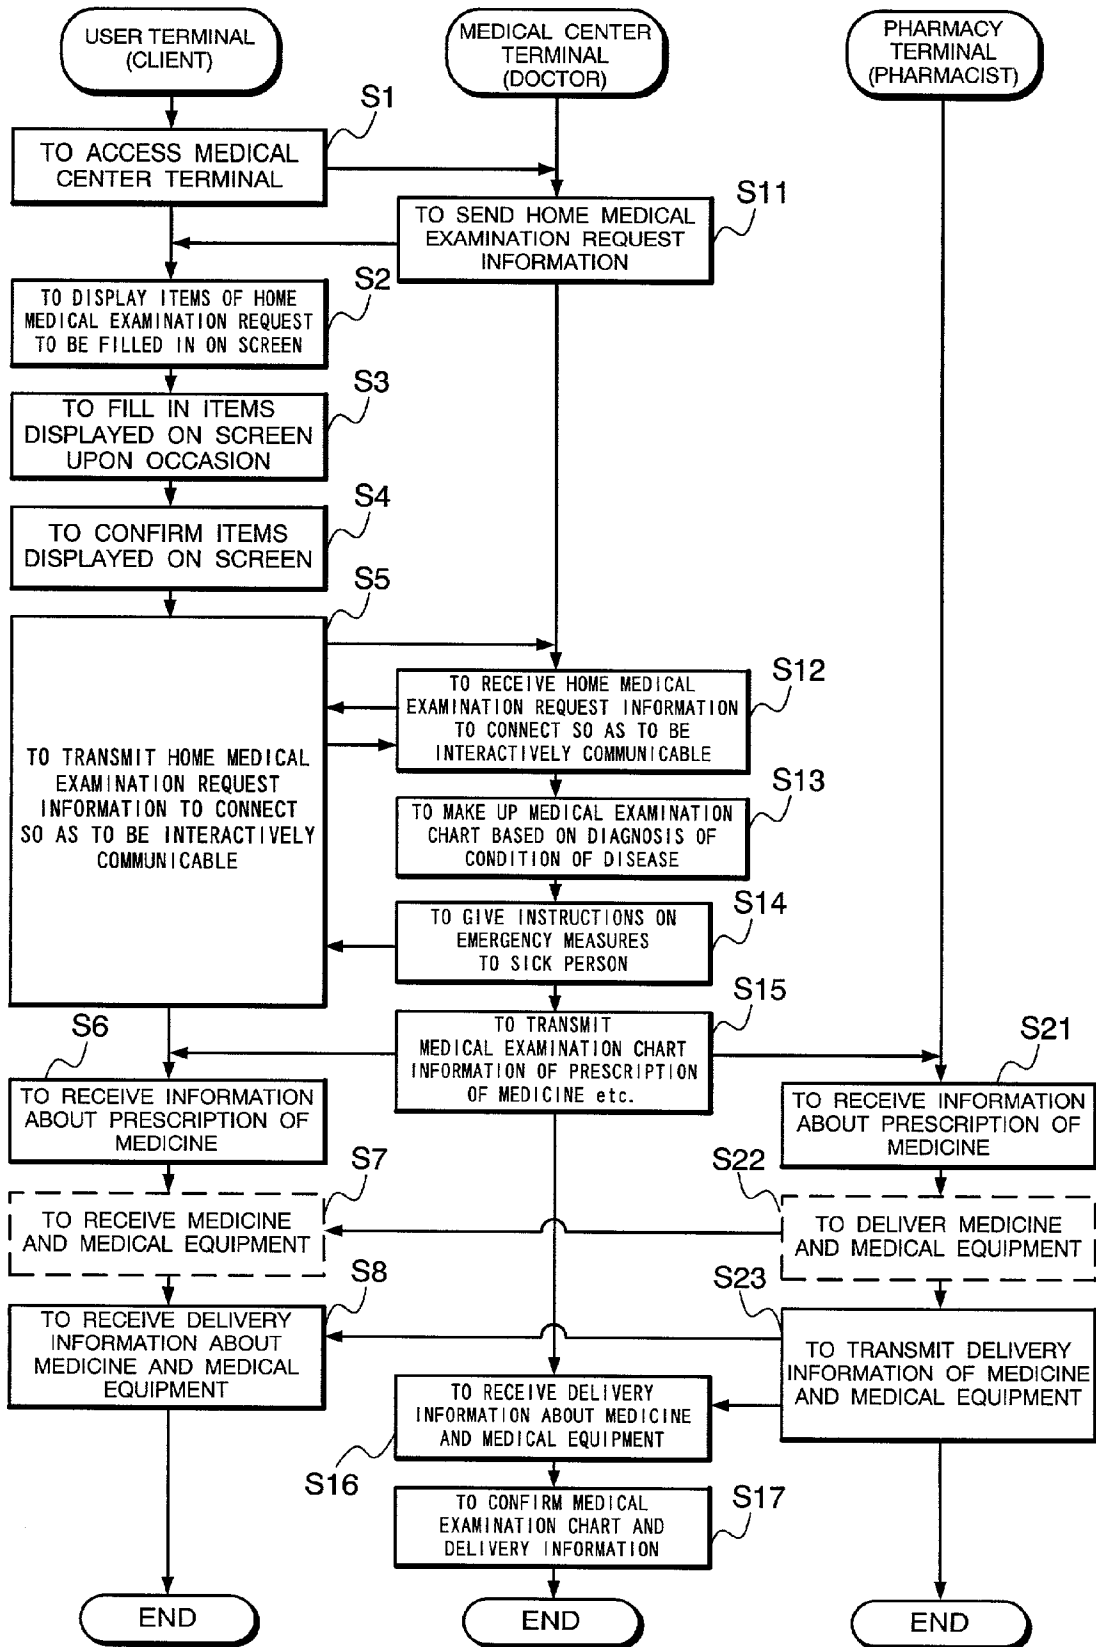 USER TERMINAL
(CLIENT)
MEDICAL CENTER
TERMINAL
(DOCTOR)
PHARMACY
TERMINAL
(PHARMACIST)
S1
TO ACCESS MEDICAL
CENTER TERMINAL
S11
TO SEND HOME MEDICAL
EXAMINATION REQUEST
INFORMATION
S2
TO DISPLAY ITEMS OF HOME
MEDICAL EXAMINATION REQUEST
TO BE FILLED IN ON SCREEN
S3
TO FILL IN ITEMS
DISPLAYED ON SCREEN
UPON OCCASION
S4
TO CONFIRM ITEMS
DISPLAYED ON SCREEN
S5
TO TRANSMIT HOME MEDICAL
EXAMINATION REQUEST
INFORMATION TO CONNECT
SO AS TO BE INTERACTIVELY
COMMUNICABLE
S12
TO RECEIVE HOME MEDICAL
EXAMINATION REQUEST INFORMATION
TO CONNECT SO AS TO BE
INTERACTIVELY COMMUNICABLE
S13
TO MAKE UP MEDICAL EXAMINATION
CHART BASED ON DIAGNOSIS OF
CONDITION OF DISEASE
S14
TO GIVE INSTRUCTIONS ON
EMERGENCY MEASURES
TO SICK PERSON
S15
TO TRANSMIT
MEDICAL EXAMINATION CHART
INFORMATION OF PRESCRIPTION
OF MEDICINE etc.
S6
TO RECEIVE INFORMATION
ABOUT PRESCRIPTION OF
MEDICINE
S21
TO RECEIVE INFORMATION
ABOUT PRESCRIPTION OF
MEDICINE
S7
TO RECEIVE MEDICINE
AND MEDICAL EQUIPMENT
S22
TO DELIVER MEDICINE
AND MEDICAL EQUIPMENT
S8
TO RECEIVE DELIVERY
INFORMATION ABOUT
MEDICINE AND MEDICAL
EQUIPMENT
S23
TO TRANSMIT DELIVERY
INFORMATION OF MEDICINE
AND MEDICAL EQUIPMENT
TO RECEIVE DELIVERY
INFORMATION ABOUT MEDICINE
AND MEDICAL EQUIPMENT
S16
S17
TO CONFIRM MEDICAL
EXAMINATION CHART AND
DELIVERY INFORMATION
END
END
END